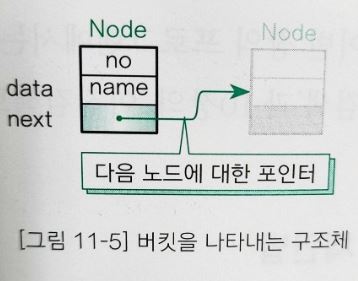 Node
Node
no
data
name
next
다음 노드에 대한 포인터
[그림 11-5] 버킷을 나타내는 구조체